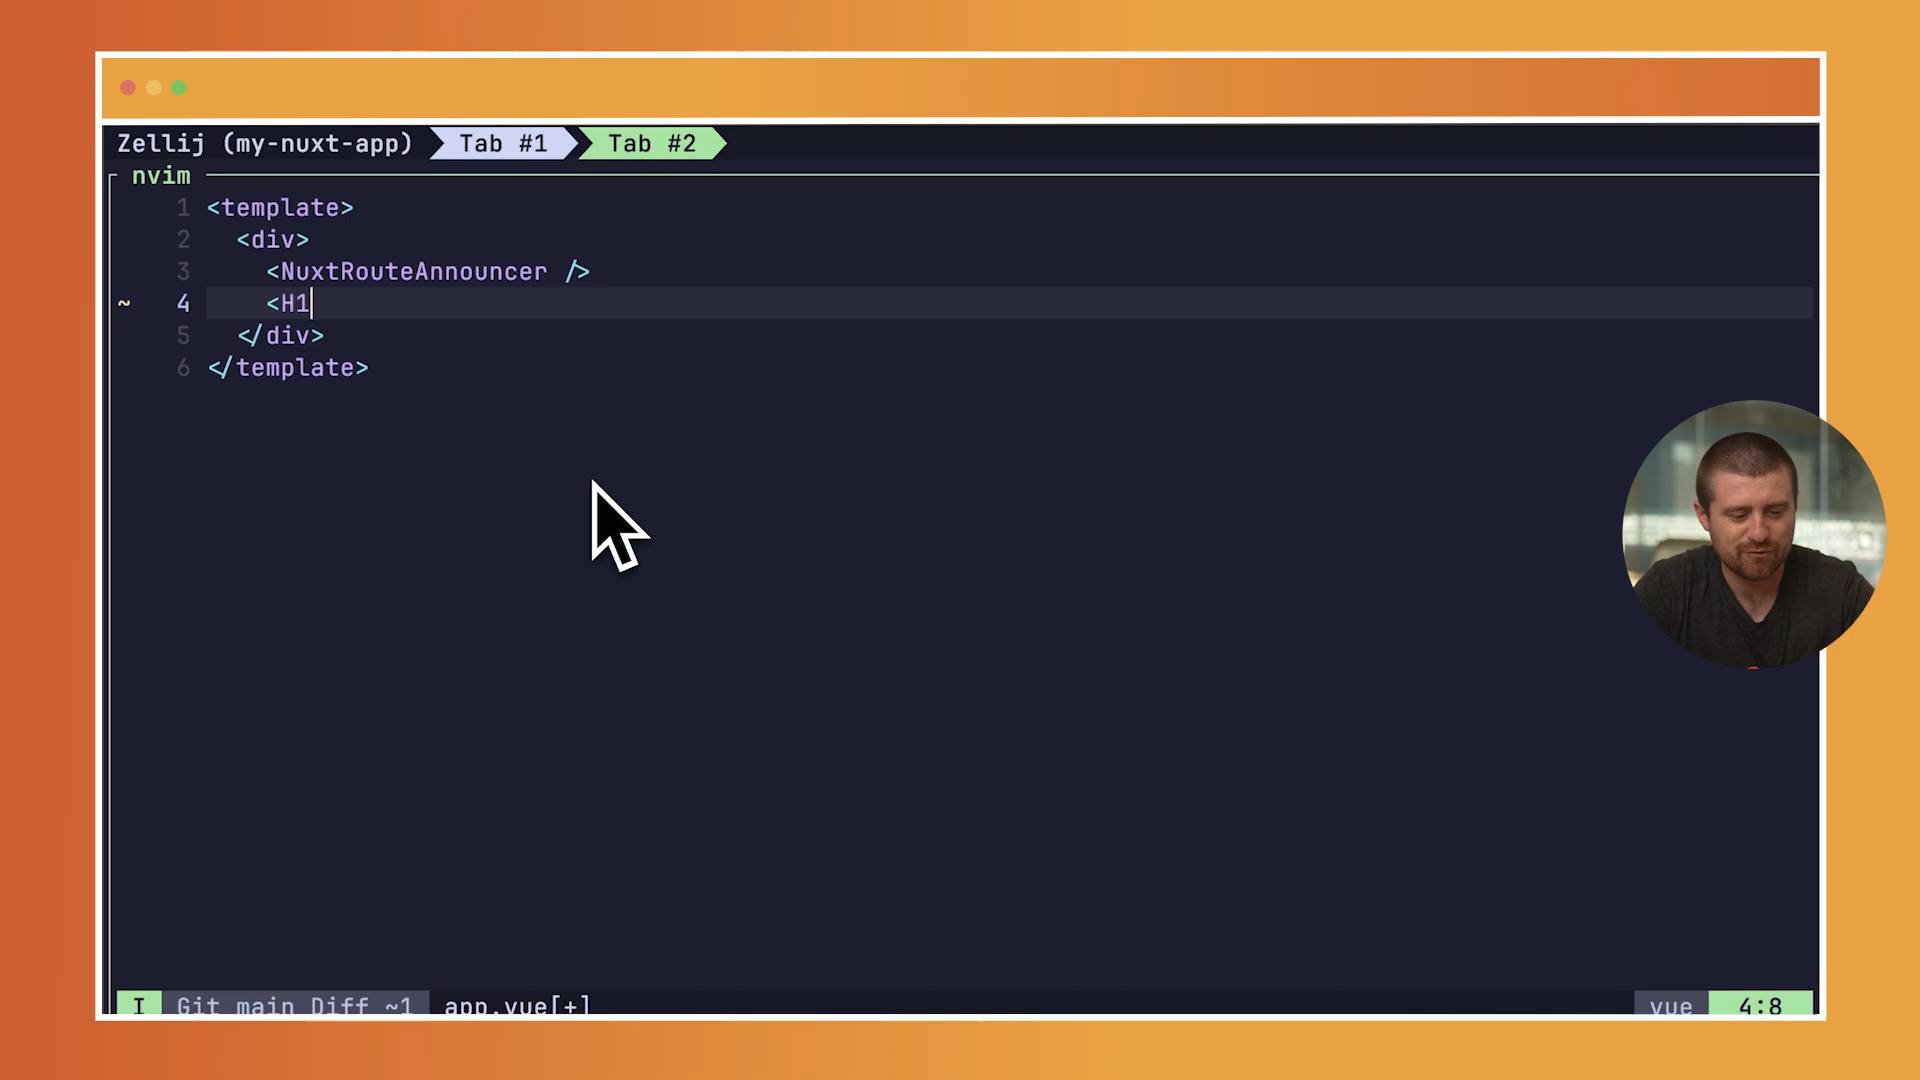 Zellij (my-nuxt-app) Tab #1 Tab #2
nvim
1 <template>
2 <div>
3 <NuxtRouteAnnouncer />
~ 4 <H1
5 </div>
6 </template>
I Git main Diff ~1 app.vue[+] vue 4:8